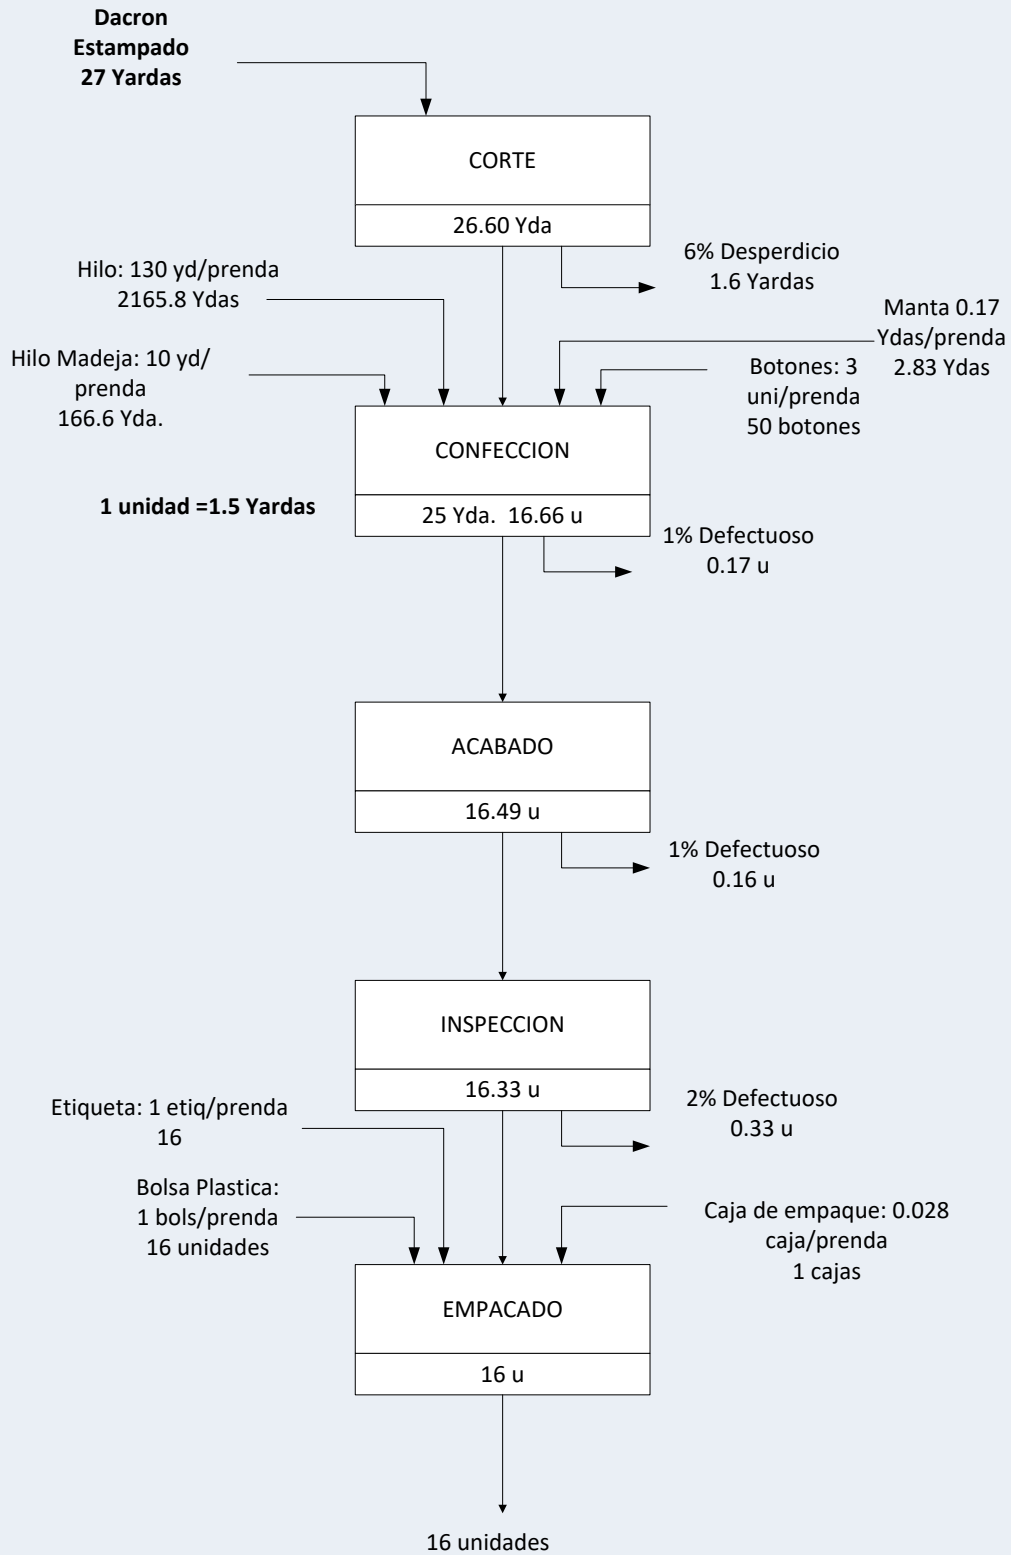 Dacron
Estampado
27 Yardas
CORTE
26.60 Yda
6% Desperdicio
1.6 Yardas
Hilo: 130 yd/prenda
2165.8 Ydas
Manta 0.17
Ydas/prenda
2.83 Ydas
Hilo Madeja: 10 yd/
prenda
166.6 Yda.
Botones: 3
uni/prenda
50 botones
CONFECCION
1 unidad =1.5 Yardas
25 Yda.  16.66 u
1% Defectuoso
0.17 u
ACABADO
16.49 u
1% Defectuoso
0.16 u
INSPECCION
16.33 u
2% Defectuoso
0.33 u
Etiqueta: 1 etiq/prenda
16
Bolsa Plastica:
1 bols/prenda
16 unidades
Caja de empaque: 0.028
caja/prenda
1 cajas
EMPACADO
16 u
16 unidades